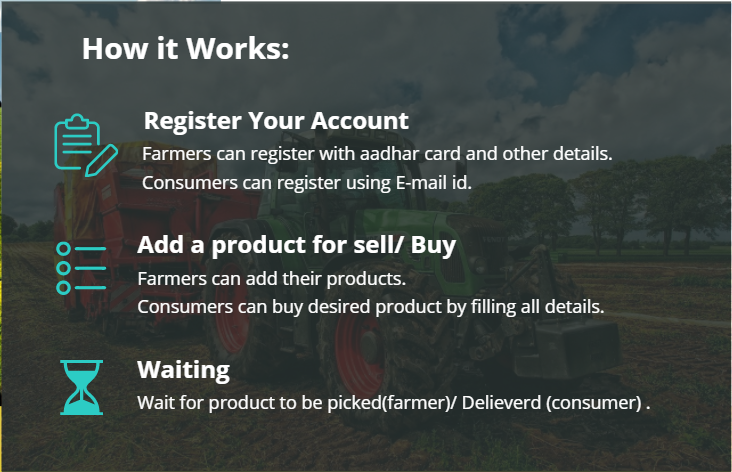 How it Works:
Register Your Account
Farmers can register with aadhar card and other details.
Consumers can register using E-mail id.
Add a product for sell/ Buy
Farmers can add their products.
Consumers can buy desired product by filling all details.
Waiting
Wait for product to be picked(farmer)/ Delieverd (consumer) .